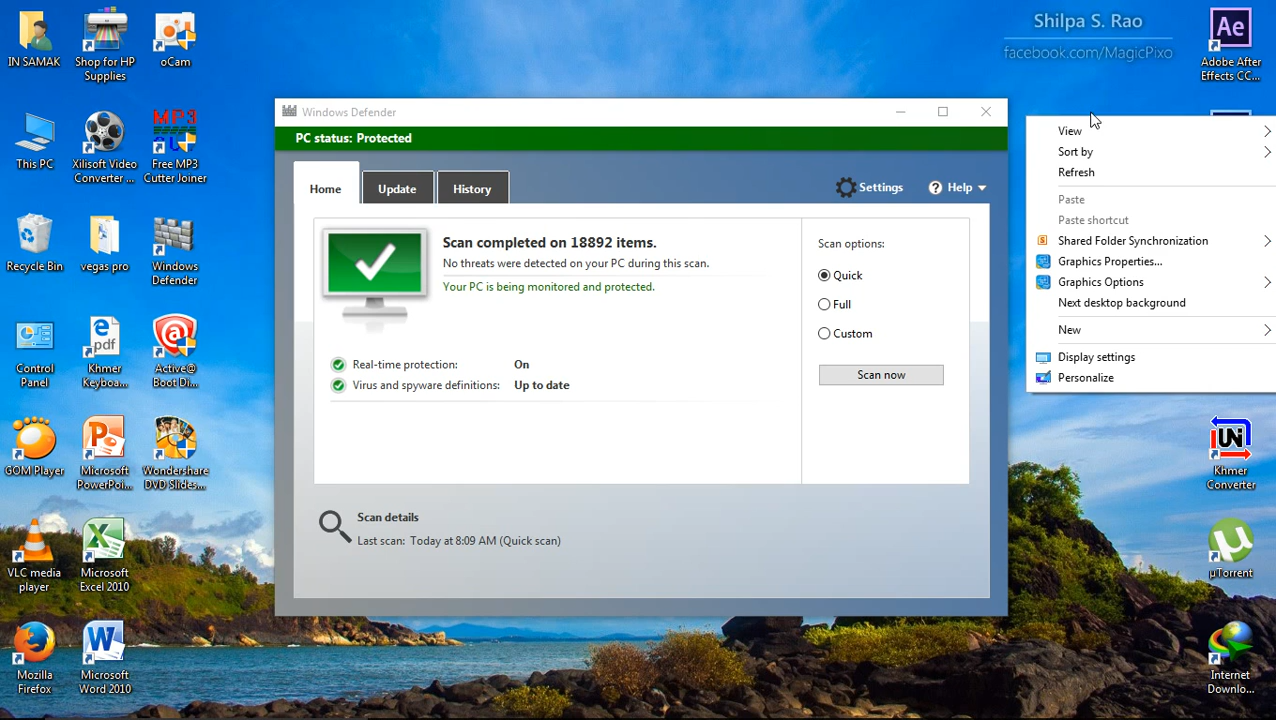 IN SAMAK
Shop for HP
Supplies
oCam
This PC
Xilisoft Video
Converter ...
MP3
Free MP3
Cutter Joiner
Recycle Bin
vegas pro
Windows
Defender
Control
Panel
pdf
Khmer
Keyboa...
Active@
Boot Di...
GOM Player
Microsoft
PowerPoi...
Wondershare
DVD Slides...
VLC media
player
Microsoft
Excel 2010
Mozilla
Firefox
Microsoft
Word 2010
Windows Defender
PC status: Protected
Home
Update
History
Settings
Help
Scan completed on 18892 items.
No threats were detected on your PC during this scan.
Your PC is being monitored and protected.
Real-time protection: On
Virus and spyware definitions: Up to date
Scan options:
Quick
Full
Custom
Scan now
Scan details
Last scan: Today at 8:09 AM (Quick scan)
Shilpa S. Rao
facebook.com/MagicPixo
Ae
Adobe After
Effects CC...
View
Sort by
Refresh
Paste
Paste shortcut
Shared Folder Synchronization
Graphics Properties...
Graphics Options
Next desktop background
New
Display settings
Personalize
UN
Khmer
Converter
µTorrent
Internet
Downlo...